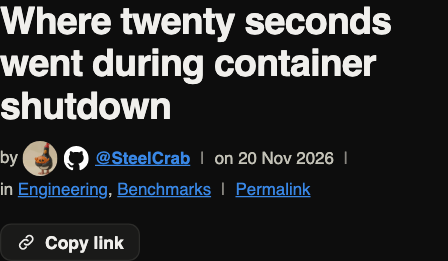 Where twenty seconds
went during container
shutdown
by @SteelCrab | on 20 Nov 2026 |
in Engineering, Benchmarks | Permalink
Copy link